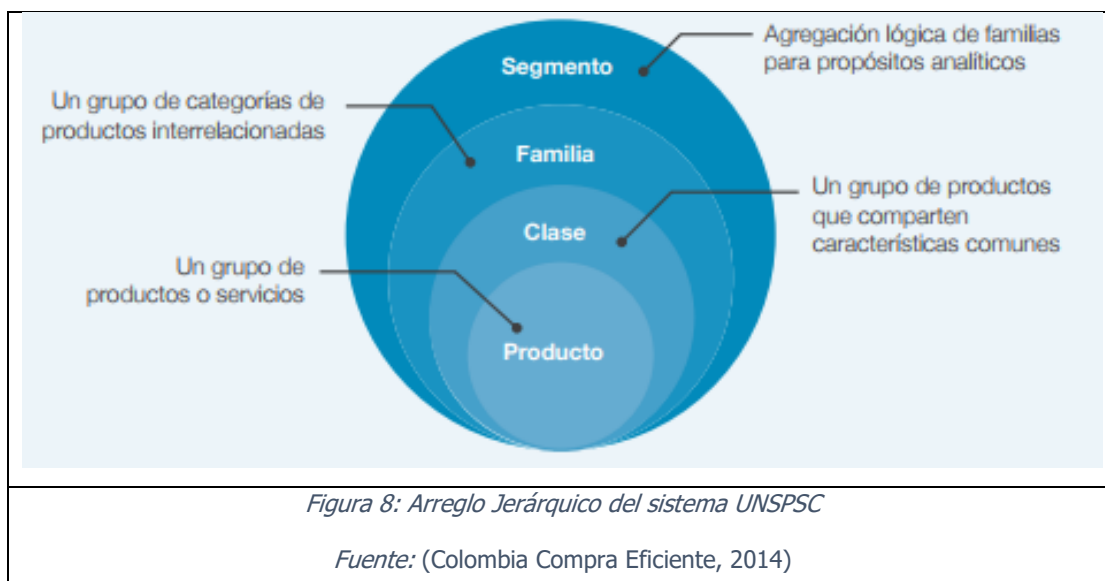 Segmento
Agregación lógica de familias
para propósitos analíticos
Un grupo de categorías de
productos interrelacionadas
Familia
Un grupo de productos
que comparten
características comunes
Clase
Un grupo de
productos o servicios
Producto
Figura 8: Arreglo Jerárquico del sistema UNSPSC
Fuente: (Colombia Compra Eficiente, 2014)